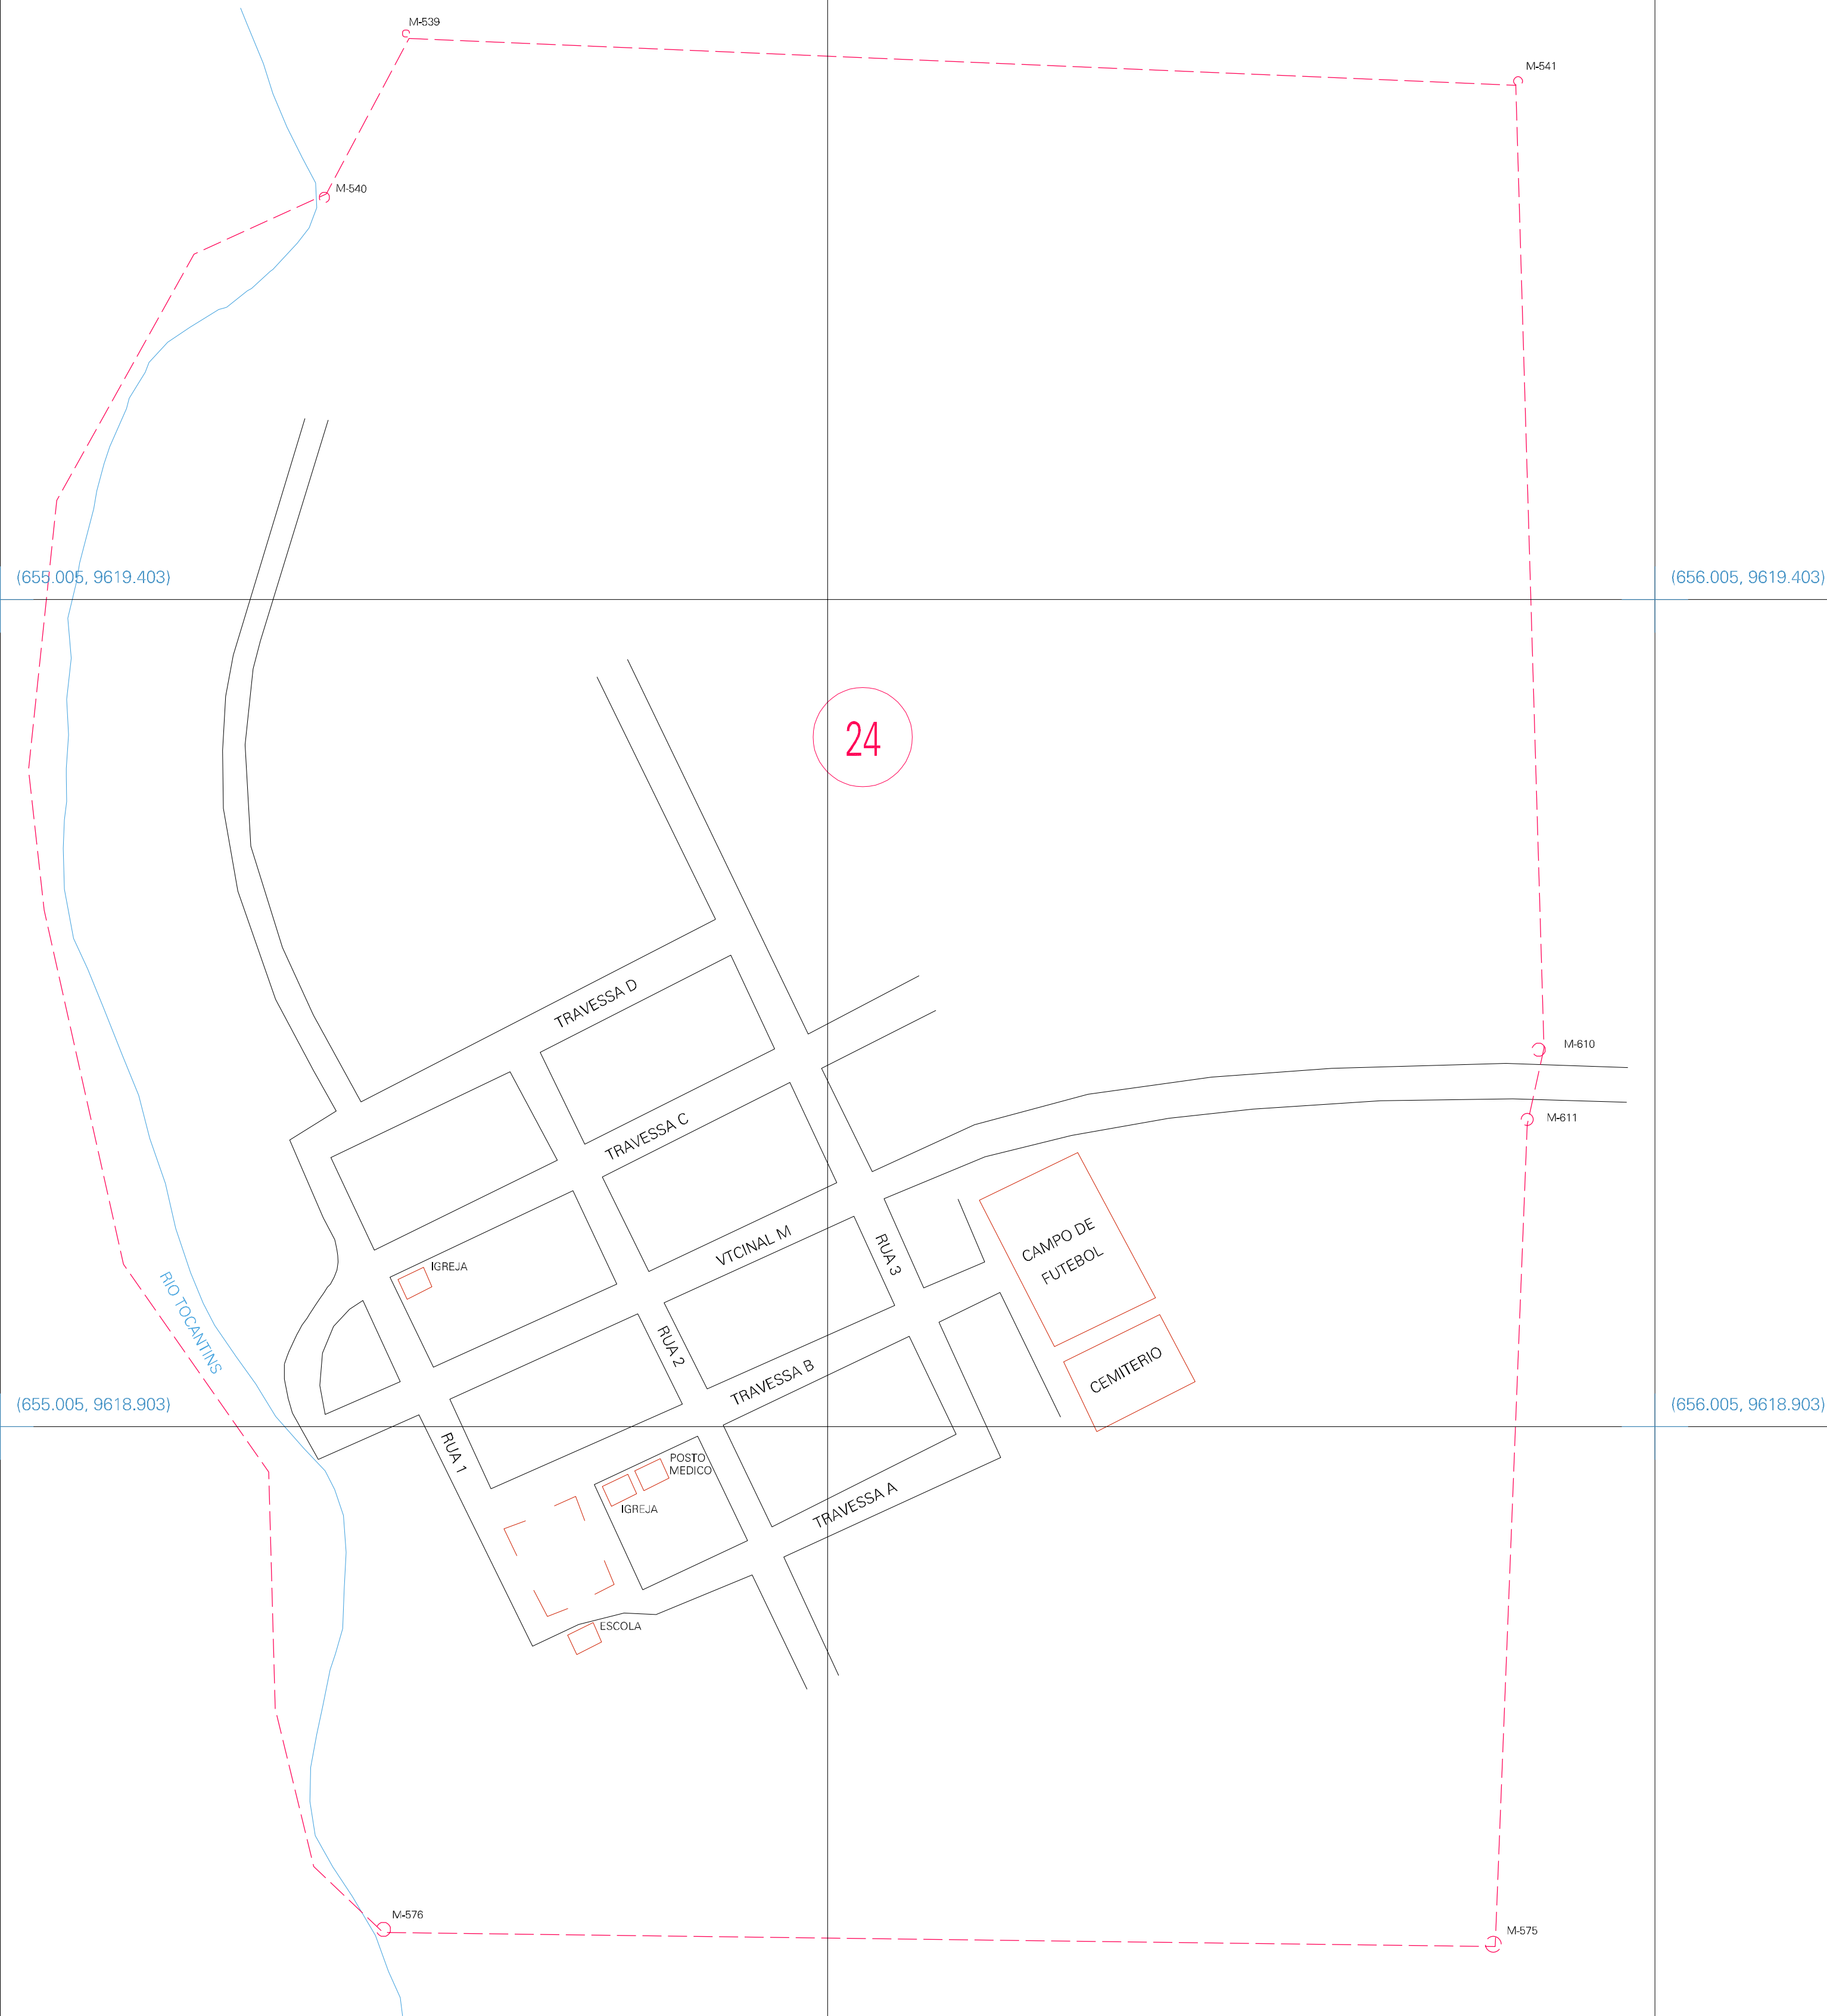 M-539
M-541
M-540
(655.005, 9619.403)
(656.005, 9619.403)
24
TRAVESSA D
M-610
M-611
TRAVESSA C
IGREJA
VTCINAL M
RUA 3
CAMPO DE
FUTEBOL
RIO TOCANTINS
RUA 2
TRAVESSA B
CEMITERIO
(655.005, 9618.903)
(656.005, 9618.903)
RUA 1
POSTO
MEDICO
IGREJA
TRAVESSA A
ESCOLA
M-576
M-575